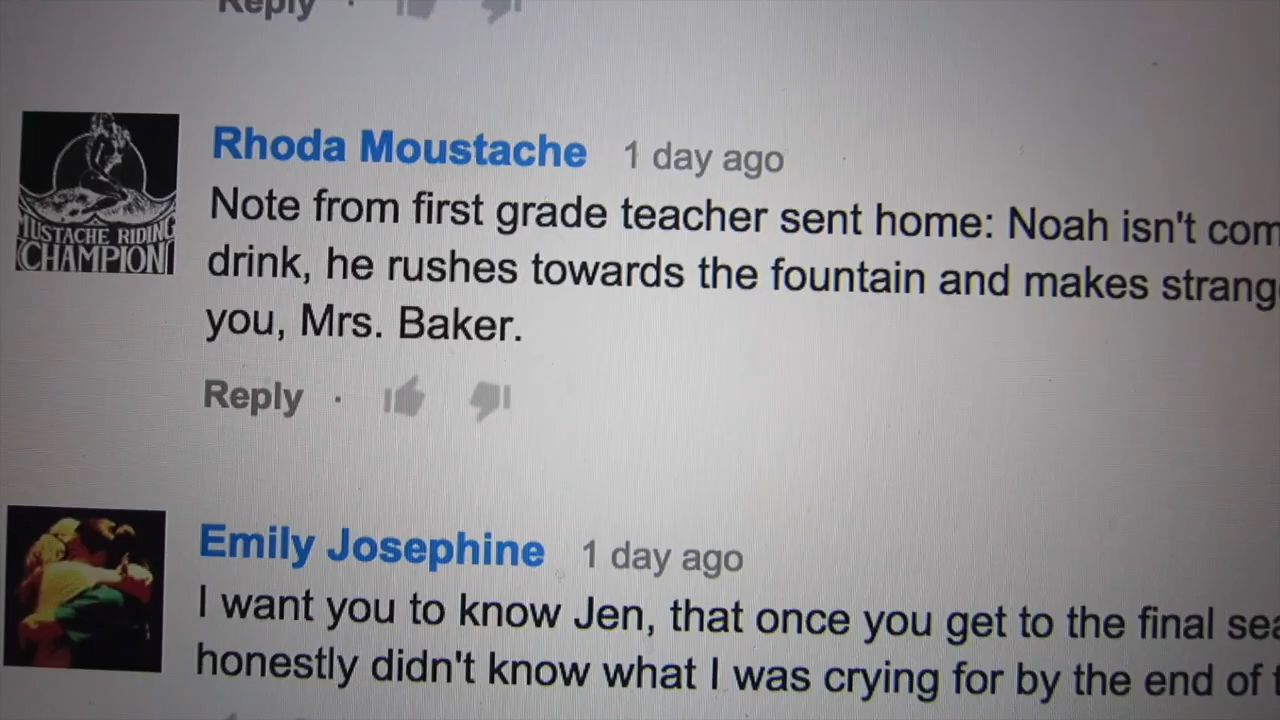 Reply ·
MUSTACHE RIDING
CHAMPION
Rhoda Moustache 1 day ago
Note from first grade teacher sent home: Noah isn't com
drink, he rushes towards the fountain and makes strang
you, Mrs. Baker.
Reply ·
Emily Josephine 1 day ago
I want you to know Jen, that once you get to the final sea
honestly didn't know what I was crying for by the end of t